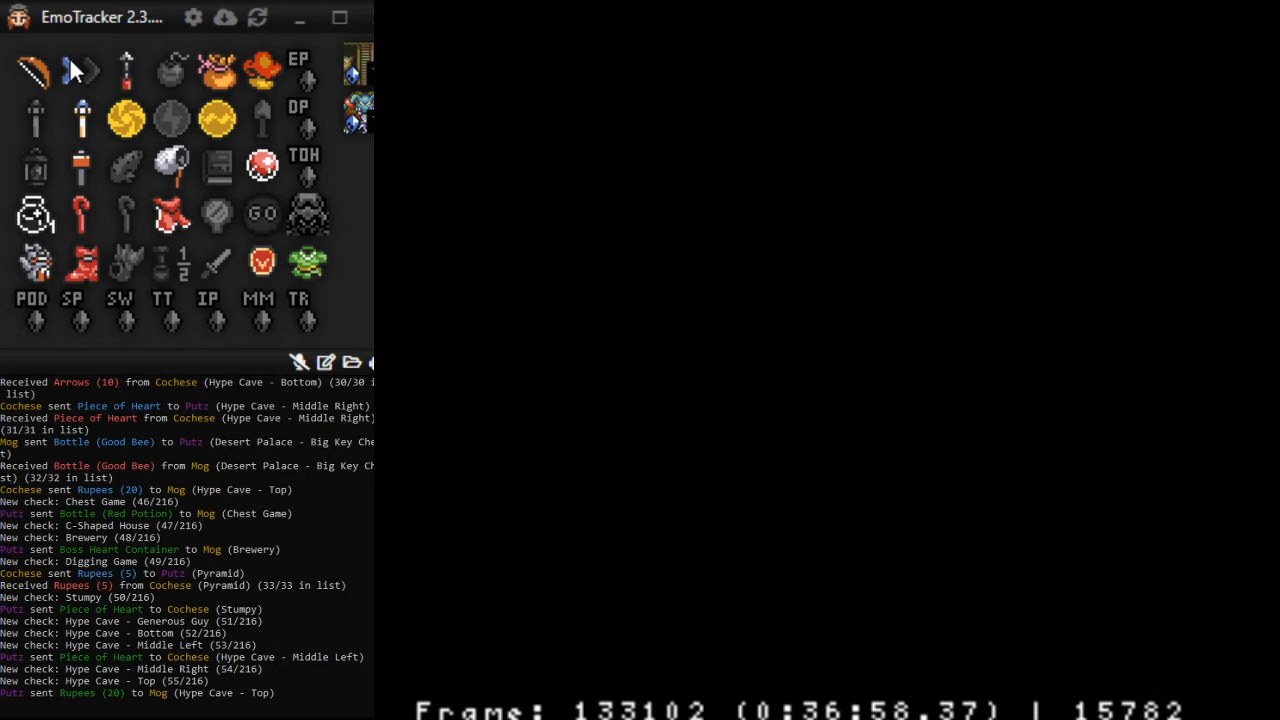 EmoTracker 2.3....
EP
DP
TOH
GO
1/2
POD SP SW TT IP MM TR
Received Arrows (10) from Cochese (Hype Cave - Bottom) (30/30 i
list)
Cochese sent Piece of Heart to Putz (Hype Cave - Middle Right)
Received Piece of Heart from Cochese (Hype Cave - Middle Right)
(31/31 in list)
Mog sent Bottle (Good Bee) to Putz (Desert Palace - Big Key Che
t)
Received Bottle (Good Bee) from Mog (Desert Palace - Big Key Ch
st) (32/32 in list)
Cochese sent Rupees (20) to Mog (Hype Cave - Top)
New check: Chest Game (46/216)
Putz sent Bottle (Red Potion) to Mog (Chest Game)
New check: C-Shaped House (47/216)
New check: Brewery (48/216)
Putz sent Boss Heart Container to Mog (Brewery)
New check: Digging Game (49/216)
Cochese sent Rupees (5) to Putz (Pyramid)
Received Rupees (5) from Cochese (Pyramid) (33/33 in list)
New check: Stumpy (50/216)
Putz sent Piece of Heart to Cochese (Stumpy)
New check: Hype Cave - Generous Guy (51/216)
New check: Hype Cave - Bottom (52/216)
New check: Hype Cave - Middle Left (53/216)
Putz sent Piece of Heart to Cochese (Hype Cave - Middle Left)
New check: Hype Cave - Middle Right (54/216)
New check: Hype Cave - Top (55/216)
Putz sent Rupees (20) to Mog (Hype Cave - Top)
Frame: 133102 (0:36:58.37) | 15782